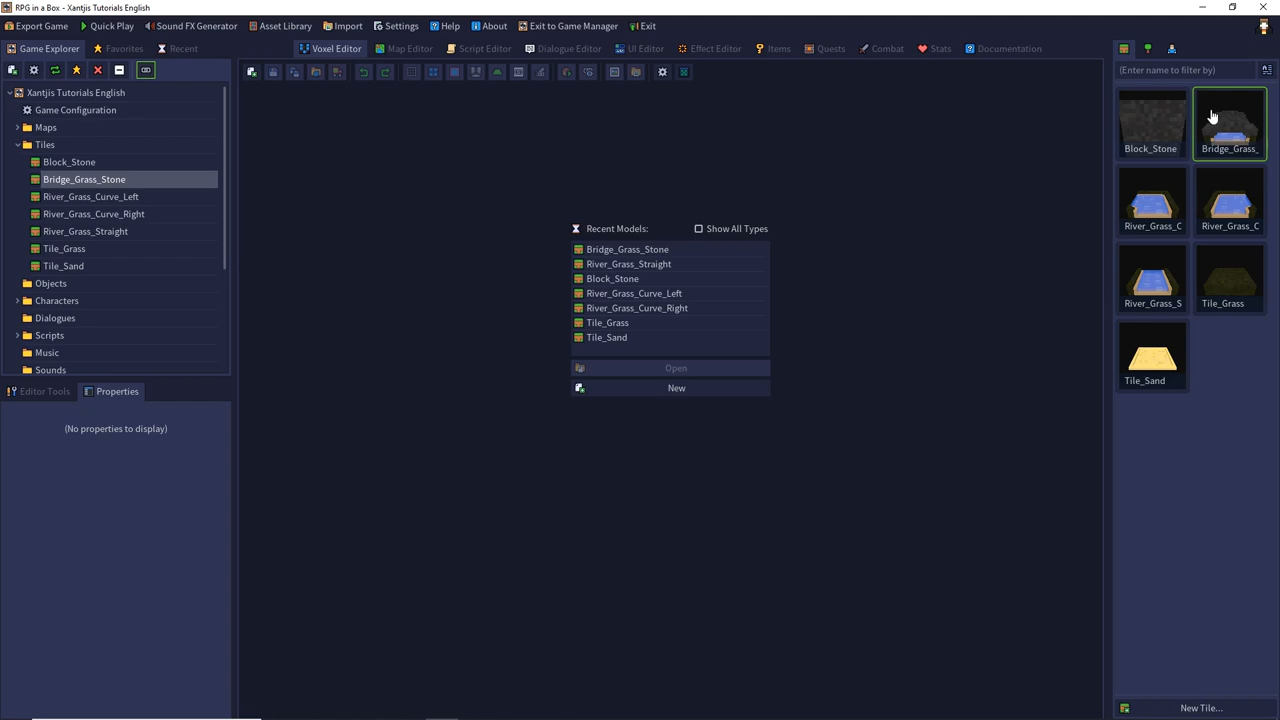 RPG in a Box - Xantjis Tutorials English
Export Game Quick Play Sound FX Generator Asset Library Import Settings Help About Exit to Game Manager Exit
Game Explorer Favorites Recent Voxel Editor Map Editor Script Editor Dialogue Editor UI Editor Effect Editor Items Quests Combat Stats Documentation
(Enter name to filter by)
Xantjis Tutorials English
Game Configuration
Maps
Tiles
Block_Stone
Bridge_Grass_Stone
River_Grass_Curve_Left
River_Grass_Curve_Right
River_Grass_Straight
Tile_Grass
Tile_Sand
Objects
Characters
Dialogues
Scripts
Music
Sounds
Editor Tools Properties
(No properties to display)
Recent Models: Show All Types
Bridge_Grass_Stone
River_Grass_Straight
Block_Stone
River_Grass_Curve_Left
River_Grass_Curve_Right
Tile_Grass
Tile_Sand
Open
New
Block_Stone Bridge_Grass_
River_Grass_C River_Grass_C
River_Grass_S Tile_Grass
Tile_Sand
New Tile...